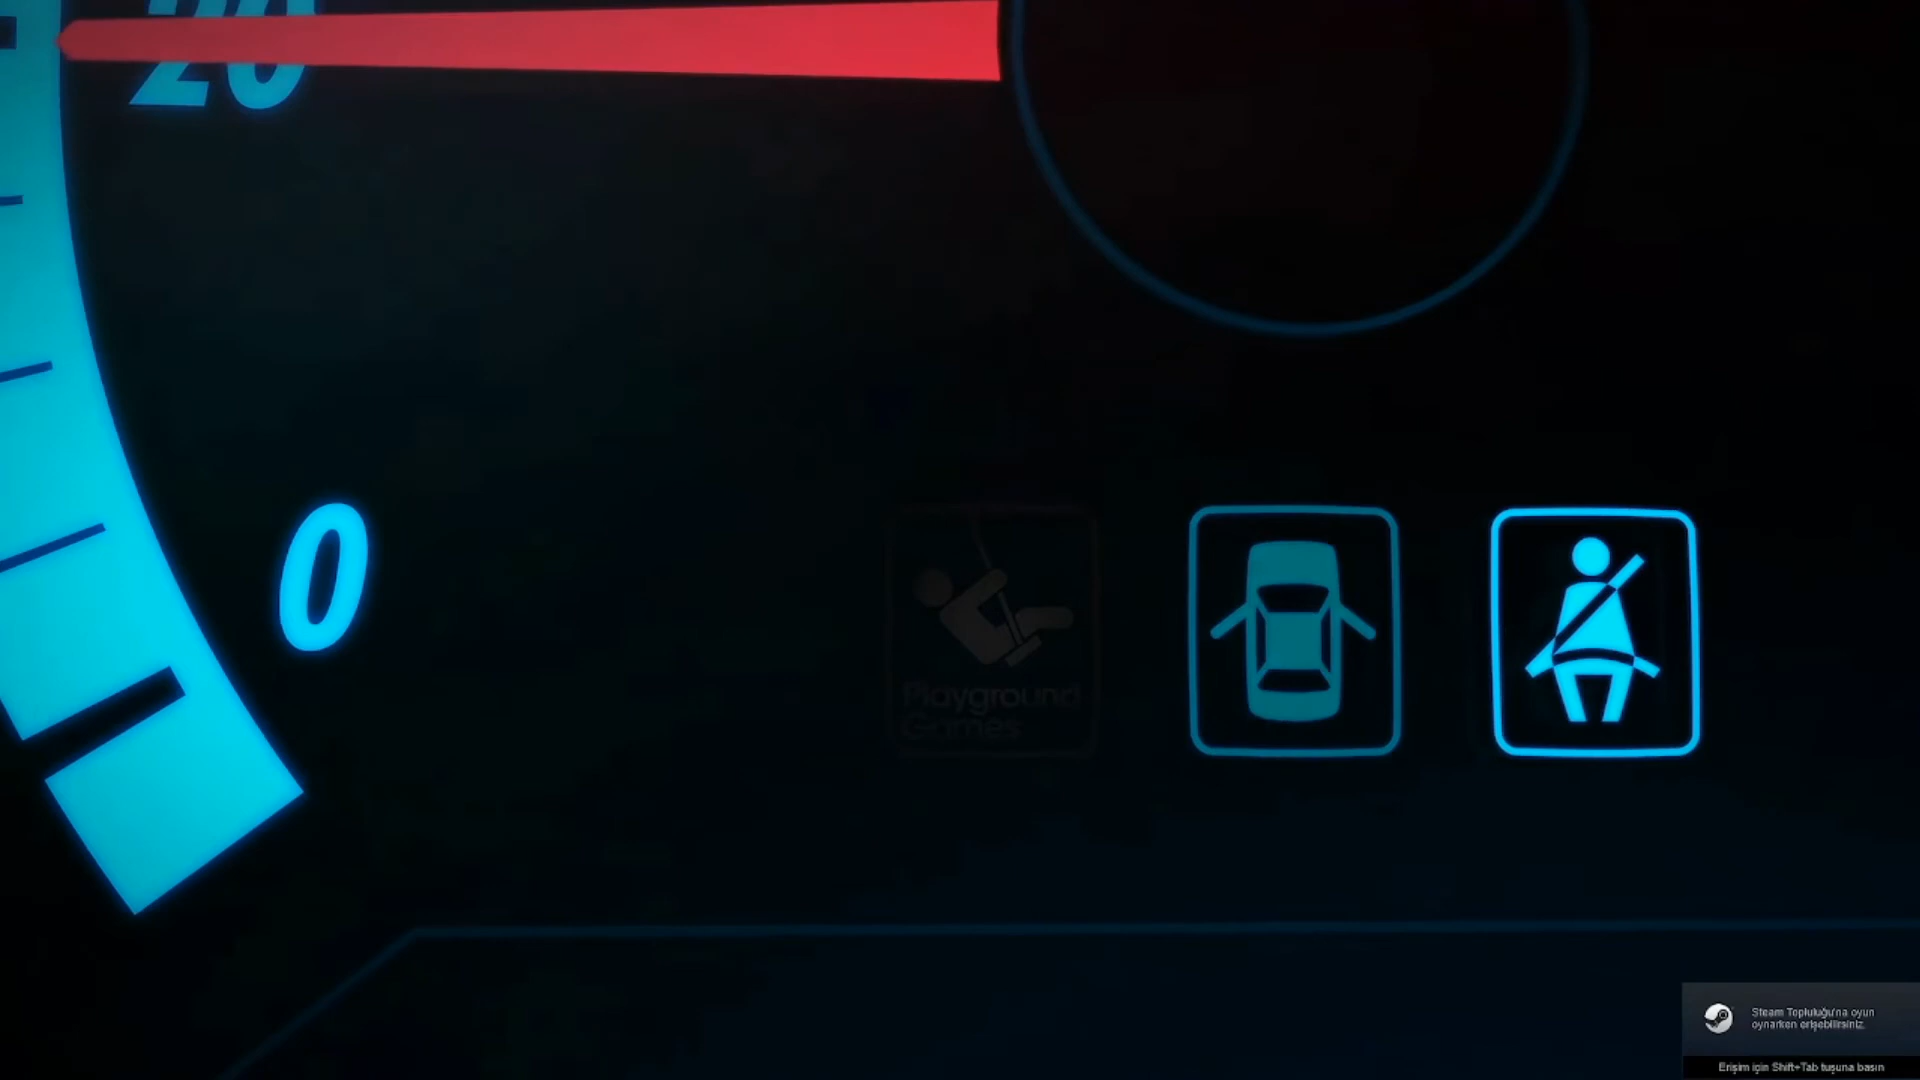 20
0
Playground
Games
Steam Topluluğu'na oyun
oynarken erişebilirsiniz.
Erişim için Shift+Tab tuşuna basın